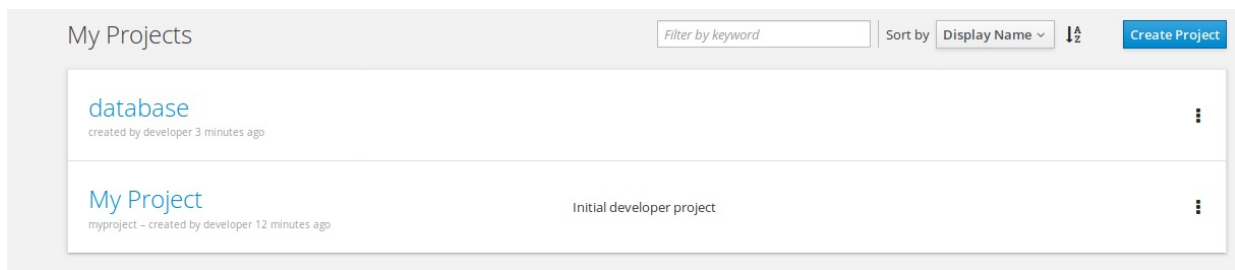 My Projects
Filter by keyword
Sort by Display Name
A
Z
Create Project
database
created by developer 3 minutes ago
My Project
Initial developer project
myproject – created by developer 12 minutes ago